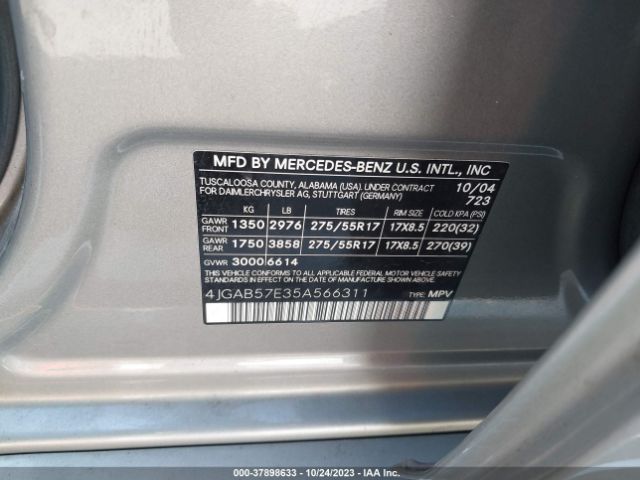 MFD BY MERCEDES-BENZ U.S. INTL., INC
TUSCALOOSA COUNTY, ALABAMA (USA). UNDER CONTRACT 10/04
FOR DAIMLERCHRYSLER AG, STUTTGART (GERMANY) 723
KG LB TIRES RIM SIZE COLD KPA (PSI)
GAWR FRONT 1350 2976 275/55R17 17X8.5 220(32)
GAWR REAR 1750 3858 275/55R17 17X8.5 270(39)
GVWR 3000 6614
THIS VEHICLE CONFORMS TO ALL APPLICABLE FEDERAL MOTOR VEHICLE SAFETY
STANDARDS IN EFFECT ON THE DATE OF MANUFACTURE SHOWN ABOVE.
4JGAB57E35A566311 TYPE: MPV
000-37898633 - 10/24/2023 - IAA Inc.